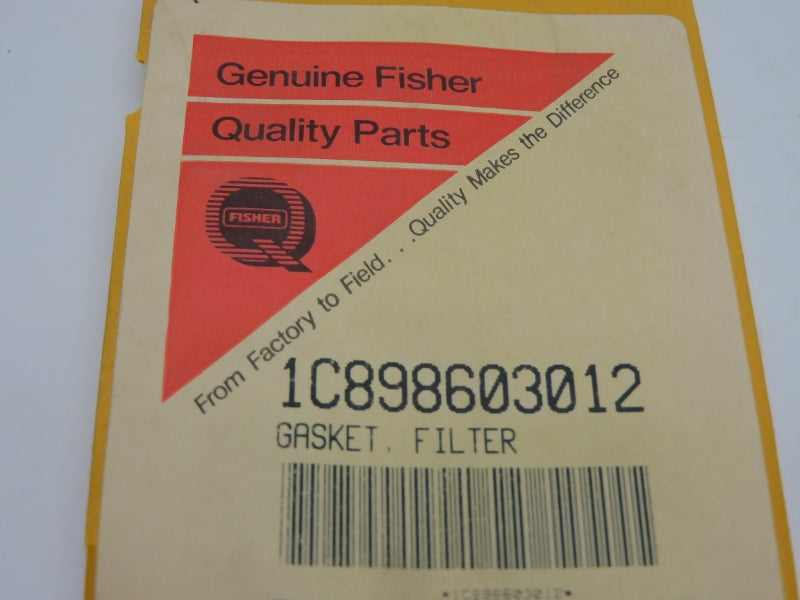 Genuine Fisher
Quality Parts
FISHER
From Factory to Field. . .Quality Makes the Difference
1C898603012
GASKET, FILTER
*1C898603012*